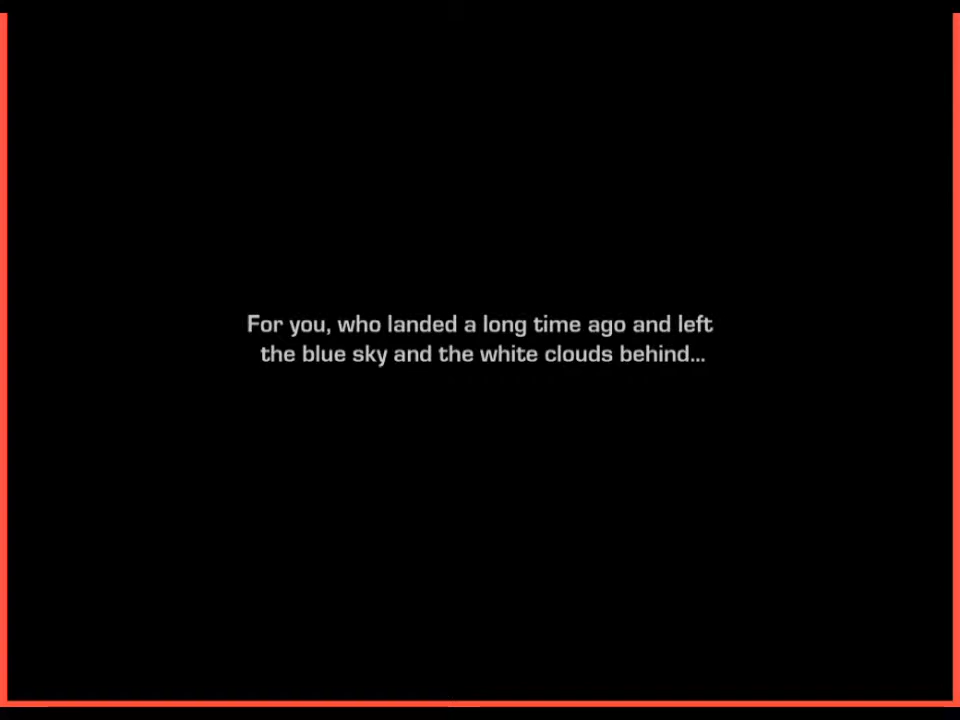 For you, who landed a long time ago and left
the blue sky and the white clouds behind...